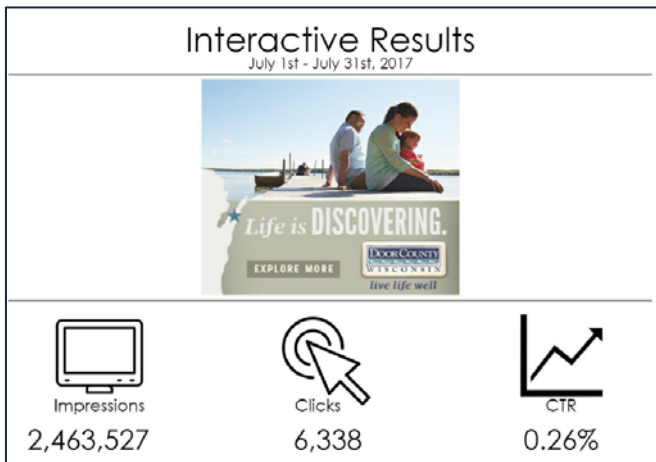 Interactive Results
July 1st - July 31st, 2017
Life is DISCOVERING.
EXPLORE MORE
DOOR COUNTY
WISCONSIN
live life well
Impressions
Clicks
CTR
2,463,527
6,338
0.26%